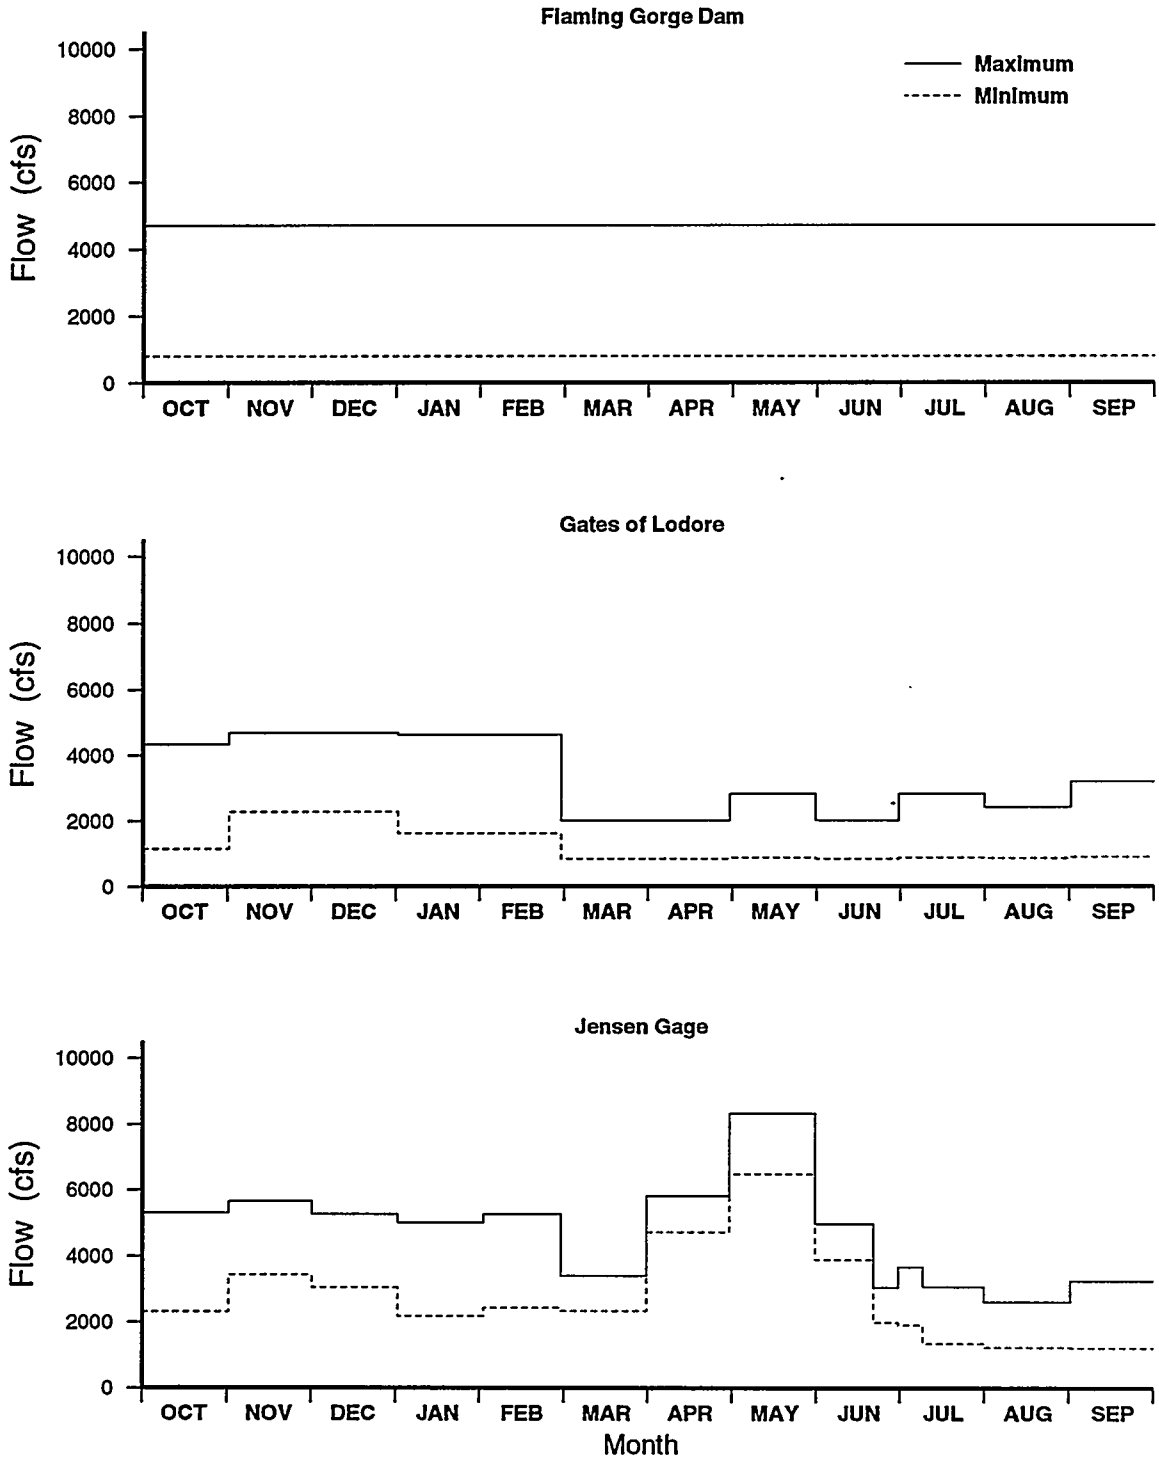 Flaming Gorge Dam
Maximum
Minimum
Flow (cfs)
10000
8000
6000
4000
2000
0
OCT NOV DEC JAN FEB MAR APR MAY JUN JUL AUG SEP
Gates of Lodore
Flow (cfs)
10000
8000
6000
4000
2000
0
OCT NOV DEC JAN FEB MAR APR MAY JUN JUL AUG SEP
Jensen Gage
Flow (cfs)
10000
8000
6000
4000
2000
0
OCT NOV DEC JAN FEB MAR APR MAY JUN JUL AUG SEP
Month